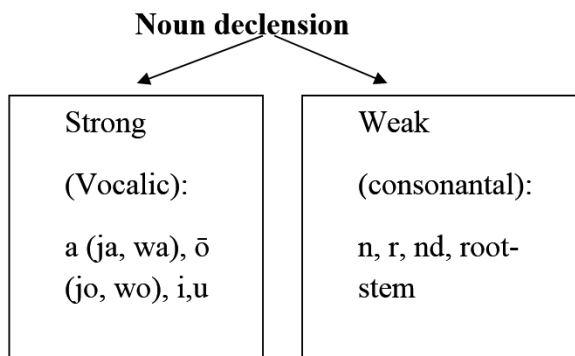 Noun declension
Strong
(Vocalic):
a (ja, wa), ō
(jo, wo), i,u
Weak
(consonantal):
n, r, nd, root-
stem